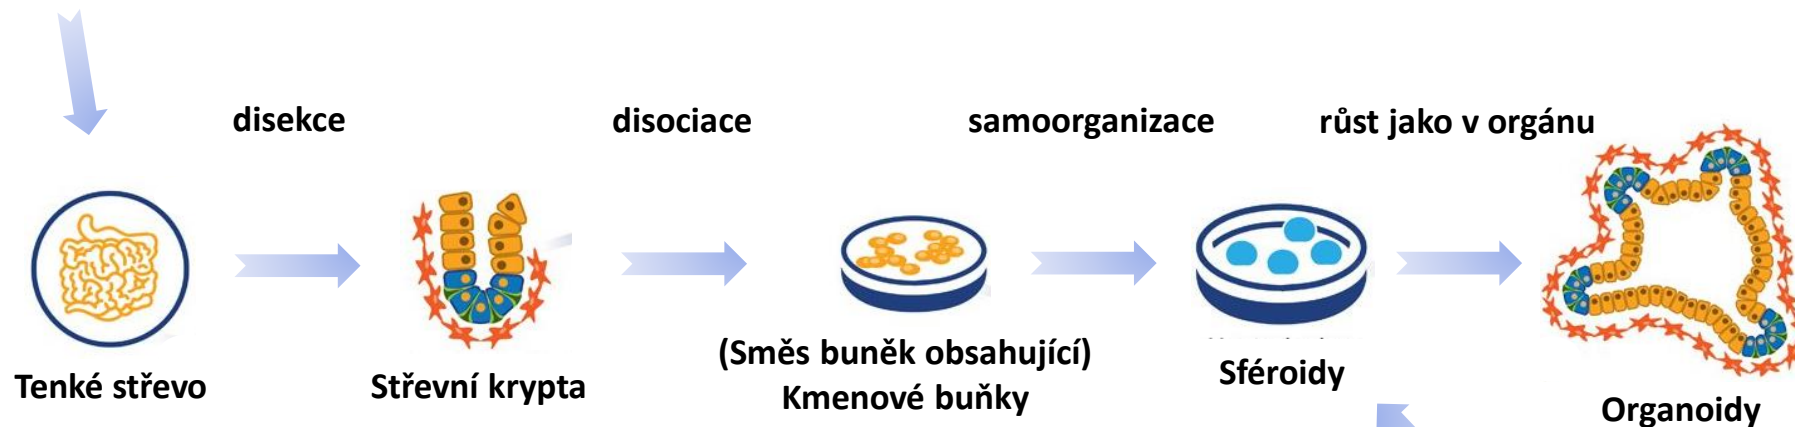 disekce
disociace
samoorganizace
růst jako v orgánu
Tenké střevo
Střevní krypta
(Směs buněk obsahující)
Kmenové buňky
Sféroidy
Organoidy